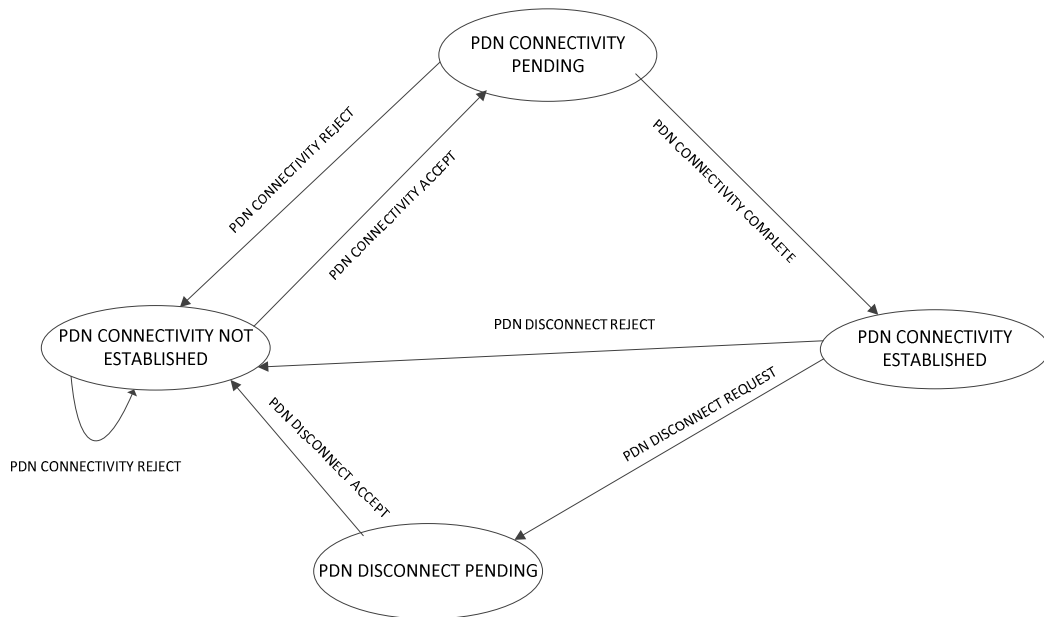 PDN CONNECTIVITY
PENDING
PDN CONNECTIVITY REJECT
PDN CONNECTIVITY ACCEPT
PDN CONNECTIVITY COMPLETE
PDN CONNECTIVITY NOT
ESTABLISHED
PDN DISCONNECT REJECT
PDN CONNECTIVITY
ESTABLISHED
PDN DISCONNECT REQUEST
PDN DISCONNECT ACCEPT
PDN CONNECTIVITY REJECT
PDN DISCONNECT PENDING